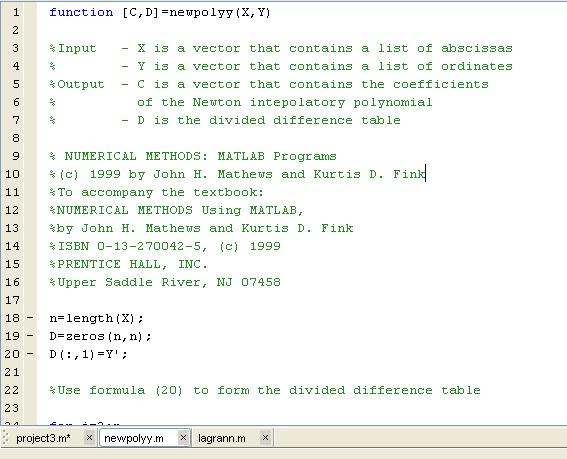 1 function [C,D]=newpolyy(X,Y)
2
3 %Input - X is a vector that contains a list of abscissas
4 % - Y is a vector that contains a list of ordinates
5 %Output - C is a vector that contains the coefficients
6 % of the Newton intepolatory polynomial
7 % - D is the divided difference table
8
9 % NUMERICAL METHODS: MATLAB Programs
10 %(c) 1999 by John H. Mathews and Kurtis D. Fink
11 %To accompany the textbook:
12 %NUMERICAL METHODS Using MATLAB,
13 %by John H. Mathews and Kurtis D. Fink
14 %ISBN 0-13-270042-5, (c) 1999
15 %PRENTICE HALL, INC.
16 %Upper Saddle River, NJ 07458
17
18 - n=length(X);
19 - D=zeros(n,n);
20 - D(:,1)=Y';
21
22 %Use formula (20) to form the divided difference table
23
project3.m* × newpolyy.m × lagrann.m ×